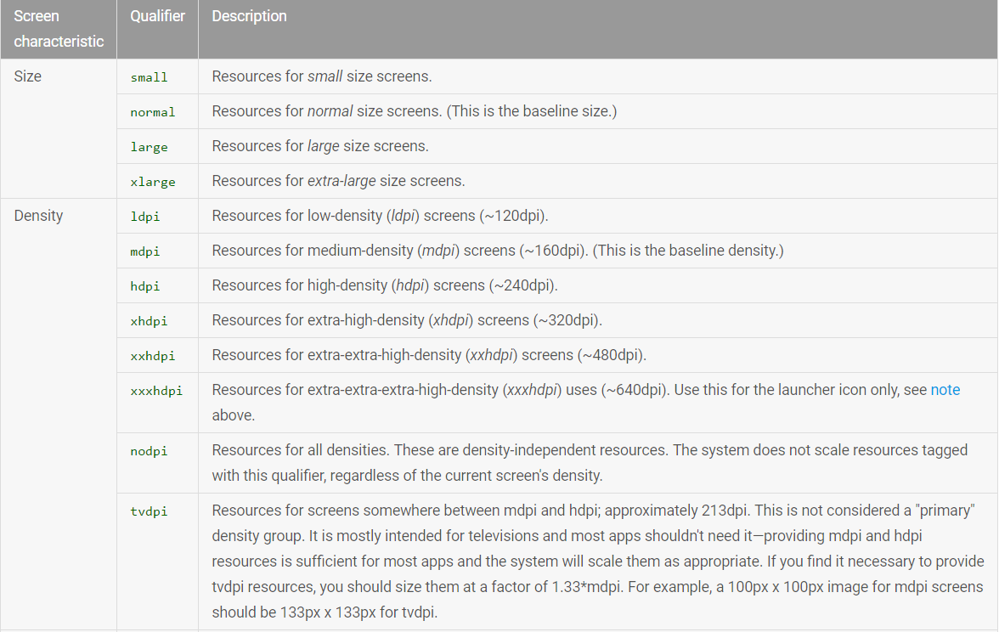 Screen
characteristic
Qualifier
Description
Size
small
Resources for small size screens.
normal
Resources for normal size screens. (This is the baseline size.)
large
Resources for large size screens.
xlarge
Resources for extra-large size screens.
Density
ldpi
Resources for low-density (ldpi) screens (~120dpi).
mdpi
Resources for medium-density (mdpi) screens (~160dpi). (This is the baseline density.)
hdpi
Resources for high-density (hdpi) screens (~240dpi).
xhdpi
Resources for extra-high-density (xhdpi) screens (~320dpi).
xxhdpi
Resources for extra-extra-high-density (xxhdpi) screens (~480dpi).
xxxhdpi
Resources for extra-extra-extra-high-density (xxxhdpi) uses (~640dpi). Use this for the launcher icon only, see note
above.
nodpi
Resources for all densities. These are density-independent resources. The system does not scale resources tagged
with this qualifier, regardless of the current screen's density.
tvdpi
Resources for screens somewhere between mdpi and hdpi; approximately 213dpi. This is not considered a "primary"
density group. It is mostly intended for televisions and most apps shouldn't need it—providing mdpi and hdpi
resources is sufficient for most apps and the system will scale them as appropriate. If you find it necessary to provide
tvdpi resources, you should size them at a factor of 1.33*mdpi. For example, a 100px x 100px image for mdpi screens
should be 133px x 133px for tvdpi.